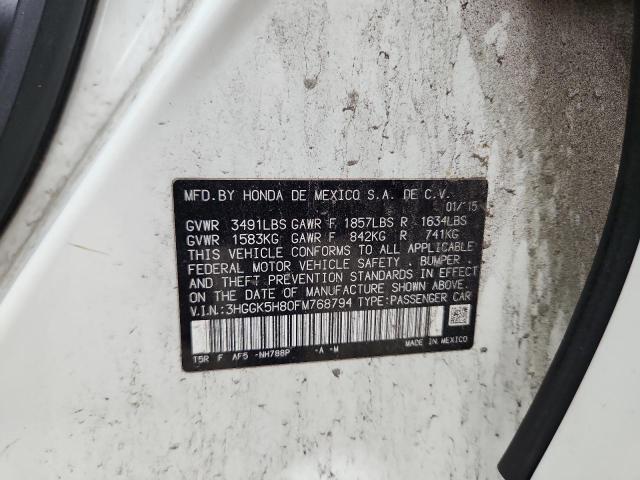 MFD.BY HONDA DE MEXICO S.A. DE C.V.
01/'15
GVWR 3491LBS GAWR F 1857LBS R 1634LBS
GVWR 1583KG GAWR F 842KG R 741KG
THIS VEHICLE CONFORMS TO ALL APPLICABLE
FEDERAL MOTOR VEHICLE SAFETY , BUMPER ,
AND THEFT PREVENTION STANDARDS IN EFFECT
ON THE DATE OF MANUFACTURE SHOWN ABOVE.
V.I.N.:3HGGK5H80FM768794 TYPE:PASSENGER CAR
T5R F AF5 -NH788P -A -M
MADE IN MEXICO